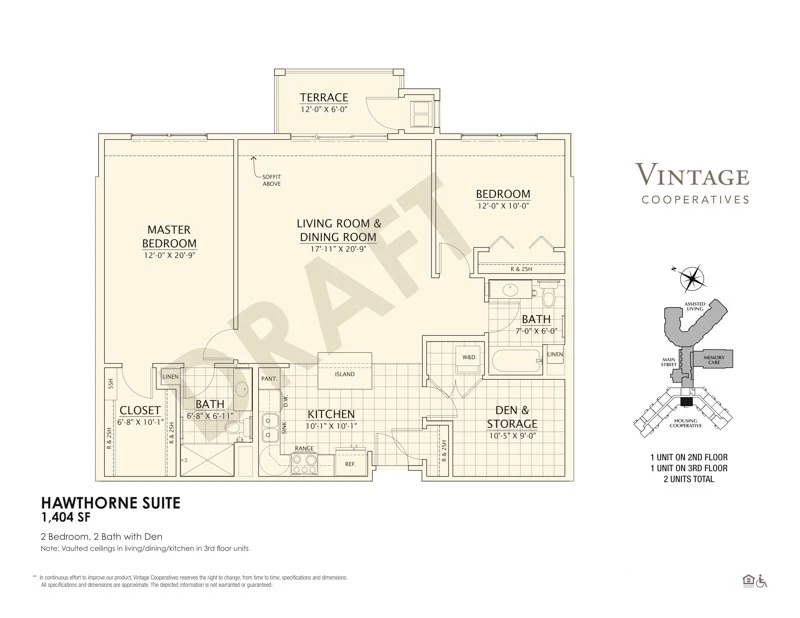 TERRACE
12'-0" X 6'-0"
SOFFIT
ABOVE
MASTER
BEDROOM
12'-0" X 20'-9"
LIVING ROOM &
DINING ROOM
17'-11" X 20'-9"
BEDROOM
12'-0" X 10'-0"
R & 2SH
BATH
7'-0" X 6'-0"
LINEN
W&D
ISLAND
PANT.
LINEN
5SH
CLOSET
6'-8" X 10'-1"
R & 2SH
R & 2SH
BATH
6'-8" X 6'-11"
D.W.
SINK
KITCHEN
10'-1" X 10'-1"
RANGE
REF.
R & 2SH
DEN &
STORAGE
10'-5" X 9'-0"
DRAFT
VINTAGE
COOPERATIVES
N
ASSISTED
LIVING
MAIN
STREET
MEMORY
CARE
HOUSING
COOPERATIVE
1 UNIT ON 2ND FLOOR
1 UNIT ON 3RD FLOOR
2 UNITS TOTAL
HAWTHORNE SUITE
1,404 SF
2 Bedroom, 2 Bath with Den
Note: Vaulted ceilings in living/dining/kitchen in 3rd floor units
** In continuous effort to improve our product, Vintage Cooperatives reserves the right to change, from time to time, specifications and dimensions.
All specifications and dimensions are approximate. The depicted information is not warranted or guaranteed.